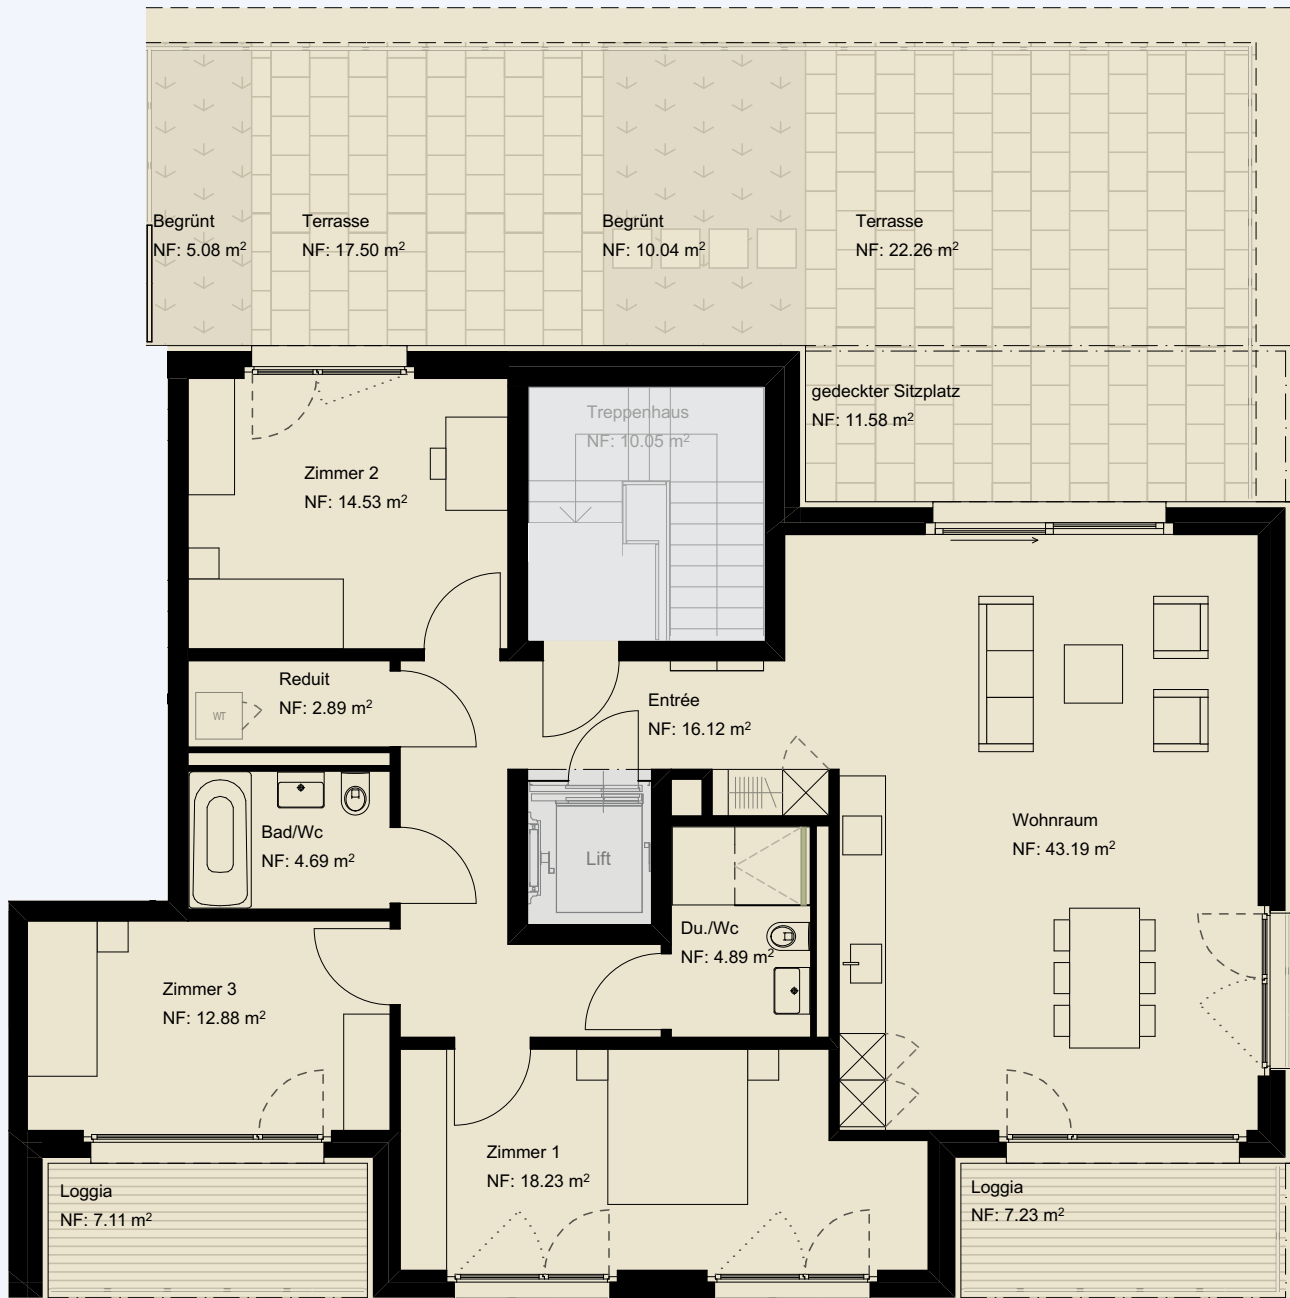 Begrünt
NF: 5.08 m²
Terrasse
NF: 17.50 m²
Begrünt
NF: 10.04 m²
Terrasse
NF: 22.26 m²
gedeckter Sitzplatz
NF: 11.58 m²
Treppenhaus
NF: 10.05 m²
Zimmer 2
NF: 14.53 m²
Reduit
NF: 2.89 m²
WT
Entrée
NF: 16.12 m²
Bad/Wc
NF: 4.69 m²
Lift
Wohnraum
NF: 43.19 m²
Du./Wc
NF: 4.89 m²
Zimmer 3
NF: 12.88 m²
Zimmer 1
NF: 18.23 m²
Loggia
NF: 7.11 m²
Loggia
NF: 7.23 m²